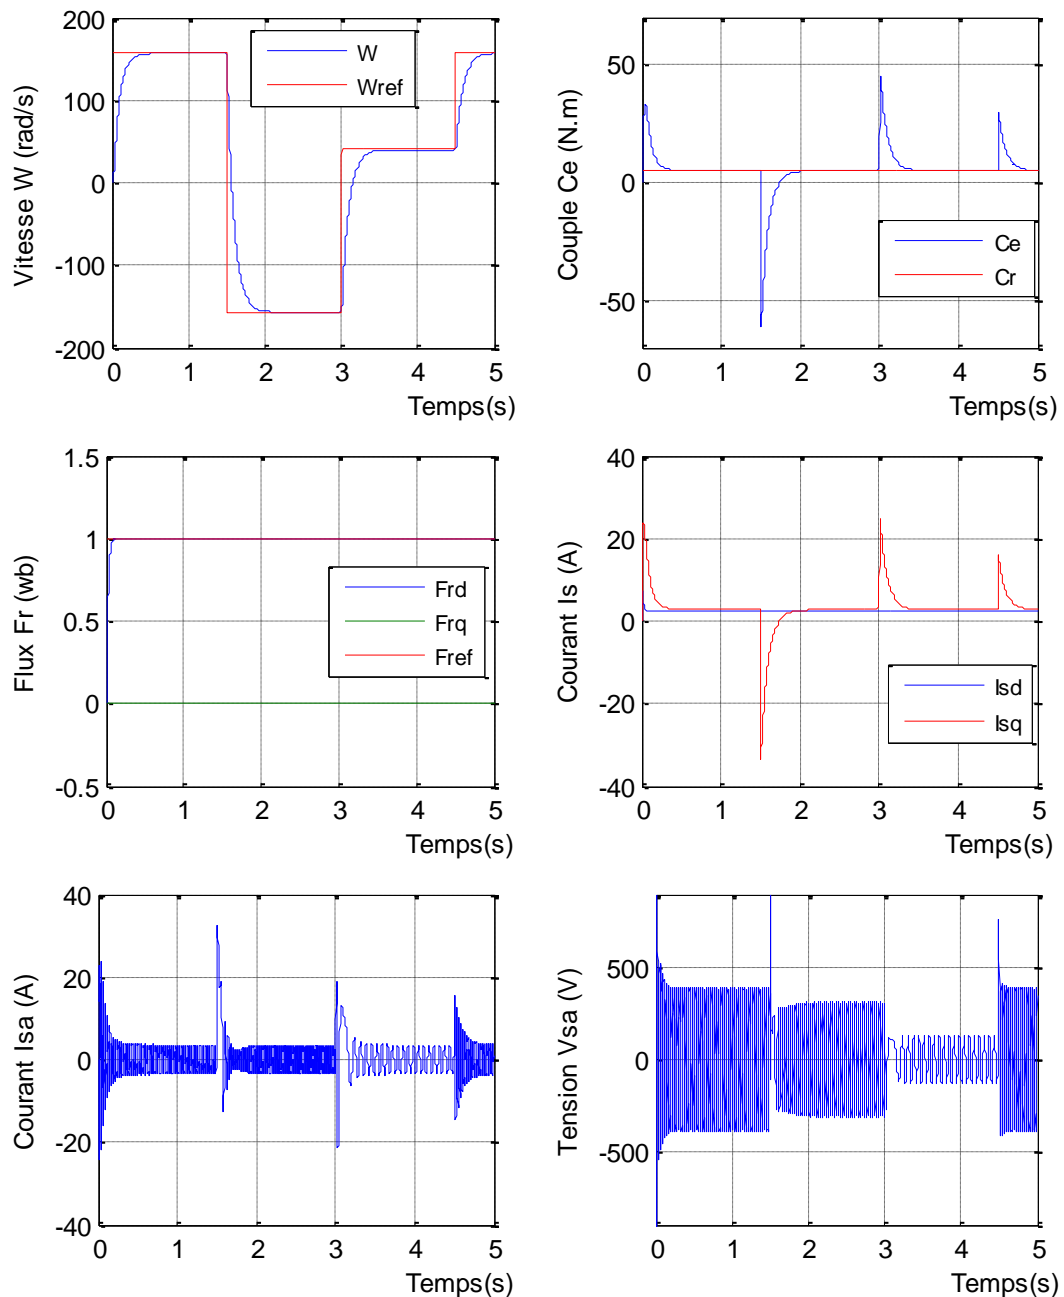 Vitesse W (rad/s)
200
100
0
-100
-200
W
Wref
0 1 2 3 4 5
Temps(s)
Couple Ce (N.m)
50
0
-50
Ce
Cr
0 1 2 3 4 5
Temps(s)
Flux Fr (wb)
1.5
1
0.5
0
-0.5
Frd
Frq
Fref
0 1 2 3 4 5
Temps(s)
Courant Is (A)
40
20
0
-20
-40
Isd
Isq
0 1 2 3 4 5
Temps(s)
Courant Isa (A)
40
20
0
-20
-40
0 1 2 3 4 5
Temps(s)
Tension Vsa (V)
500
0
-500
0 1 2 3 4 5
Temps(s)